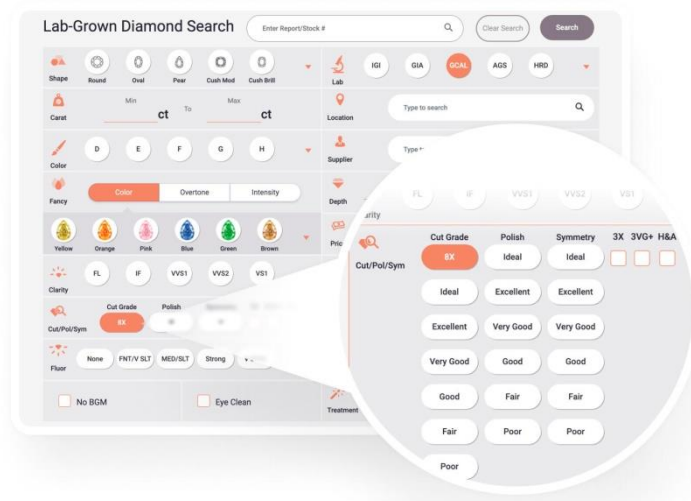 Lab-Grown Diamond Search
Enter Report/Stock #
Clear Search
Search
Shape
Round
Oval
Pear
Cush Mod
Cush Brill
Lab
IGI
GIA
GCAL
AGS
HRD
Carat
Min
ct
To
Max
ct
Location
Type to search
Color
D
E
F
G
H
Supplier
Fancy
Color
Overtone
Intensity
Depth
Yellow
Orange
Pink
Blue
Green
Brown
Clarity
FL
IF
VVS1
VVS2
VS1
Cut/Pol/Sym
Cut Grade
8X
Polish
Fluor
None
FNT/V SLT
MED/SLT
Strong
No BGM
Eye Clean
Treatment
FL
IF
VVS1
VVS2
VS1
arity
Cut/Pol/Sym
Cut Grade Polish Symmetry 3X 3VG+ H&A
8X Ideal Ideal
Ideal Excellent Excellent
Excellent Very Good Very Good
Very Good Good Good
Good Fair Fair
Fair Poor Poor
Poor